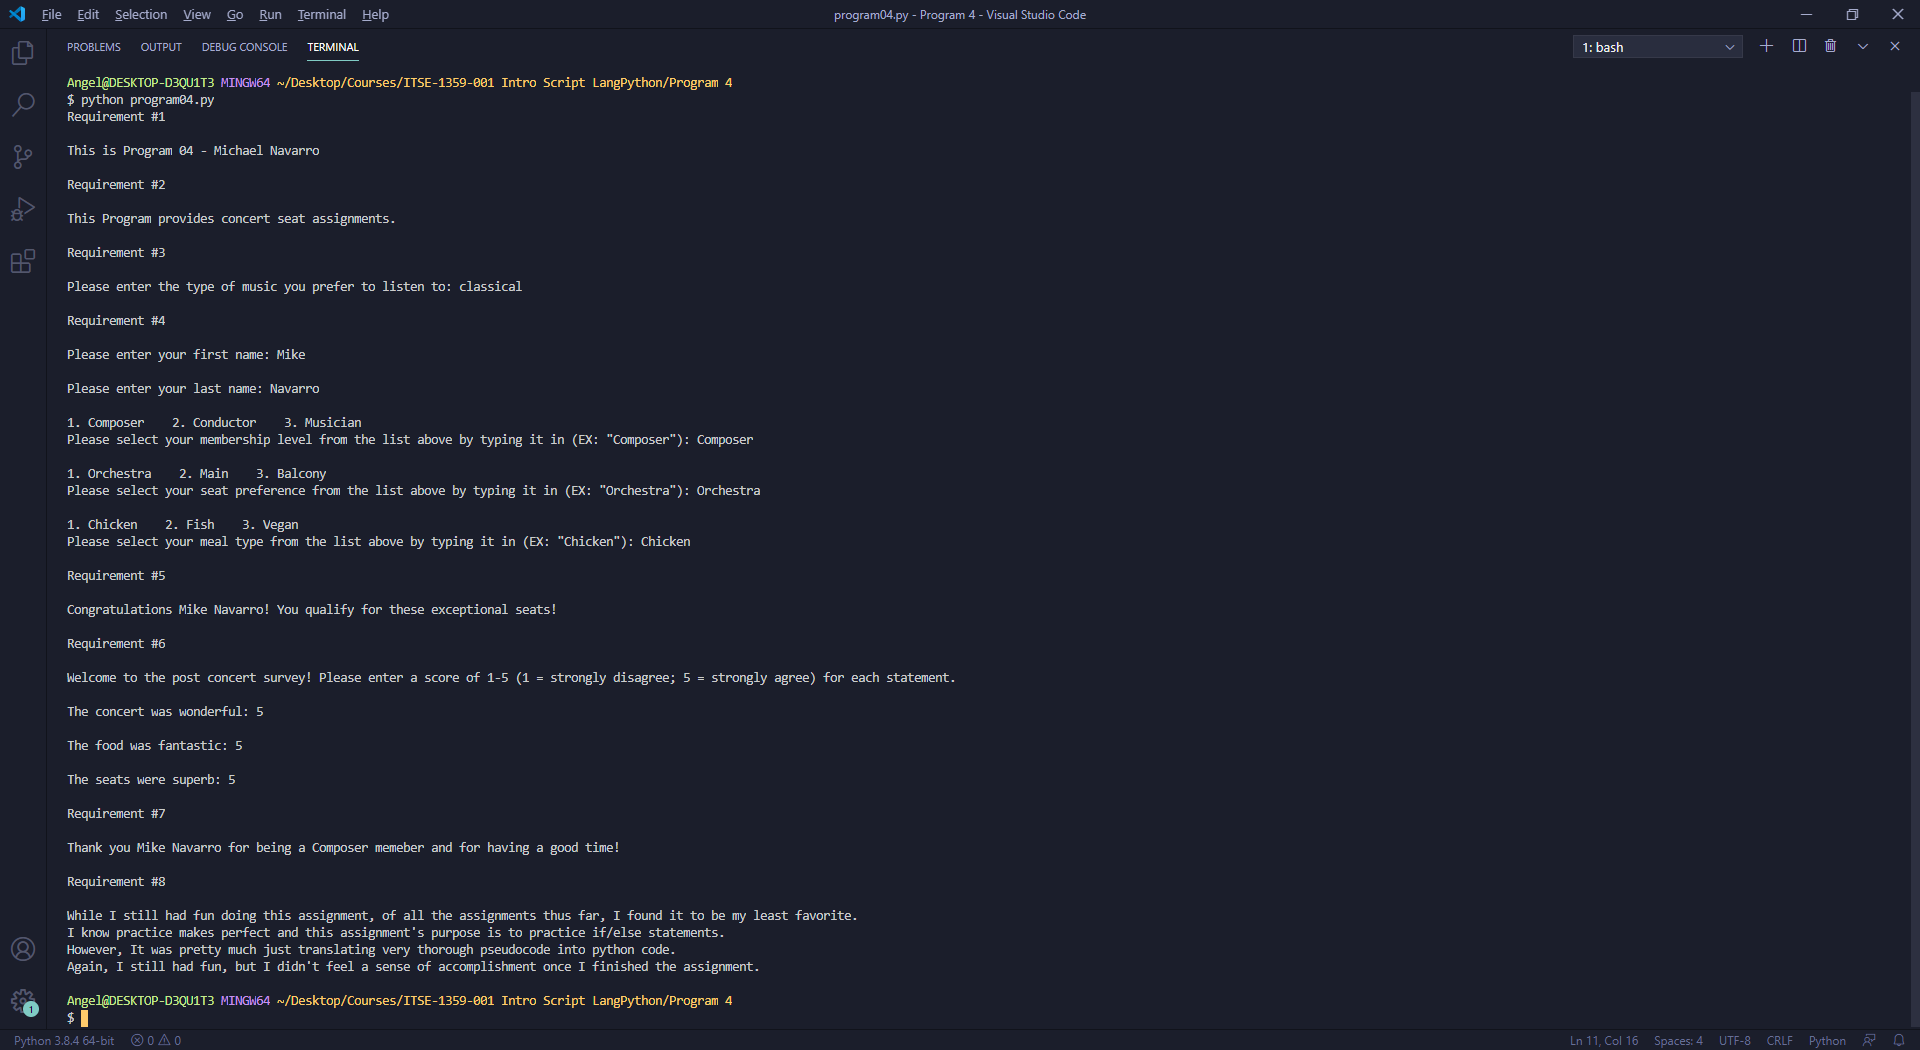 File Edit Selection View Go Run Terminal Help program04.py - Program 4 - Visual Studio Code
PROBLEMS OUTPUT DEBUG CONSOLE TERMINAL 1: bash
Angel@DESKTOP-D3QU1T3 MINGW64 ~/Desktop/Courses/ITSE-1359-001 Intro Script LangPython/Program 4
$ python program04.py
Requirement #1
This is Program 04 - Michael Navarro
Requirement #2
This Program provides concert seat assignments.
Requirement #3
Please enter the type of music you prefer to listen to: classical
Requirement #4
Please enter your first name: Mike
Please enter your last name: Navarro
1. Composer    2. Conductor    3. Musician
Please select your membership level from the list above by typing it in (EX: "Composer"): Composer
1. Orchestra    2. Main    3. Balcony
Please select your seat preference from the list above by typing it in (EX: "Orchestra"): Orchestra
1. Chicken    2. Fish    3. Vegan
Please select your meal type from the list above by typing it in (EX: "Chicken"): Chicken
Requirement #5
Congratulations Mike Navarro! You qualify for these exceptional seats!
Requirement #6
Welcome to the post concert survey! Please enter a score of 1-5 (1 = strongly disagree; 5 = strongly agree) for each statement.
The concert was wonderful: 5
The food was fantastic: 5
The seats were superb: 5
Requirement #7
Thank you Mike Navarro for being a Composer memeber and for having a good time!
Requirement #8
While I still had fun doing this assignment, of all the assignments thus far, I found it to be my least favorite.
I know practice makes perfect and this assignment's purpose is to practice if/else statements.
However, It was pretty much just translating very thorough pseudocode into python code.
Again, I still had fun, but I didn't feel a sense of accomplishment once I finished the assignment.
Angel@DESKTOP-D3QU1T3 MINGW64 ~/Desktop/Courses/ITSE-1359-001 Intro Script LangPython/Program 4
$
1
Python 3.8.4 64-bit 0 0 Ln 11, Col 16 Spaces: 4 UTF-8 CRLF Python